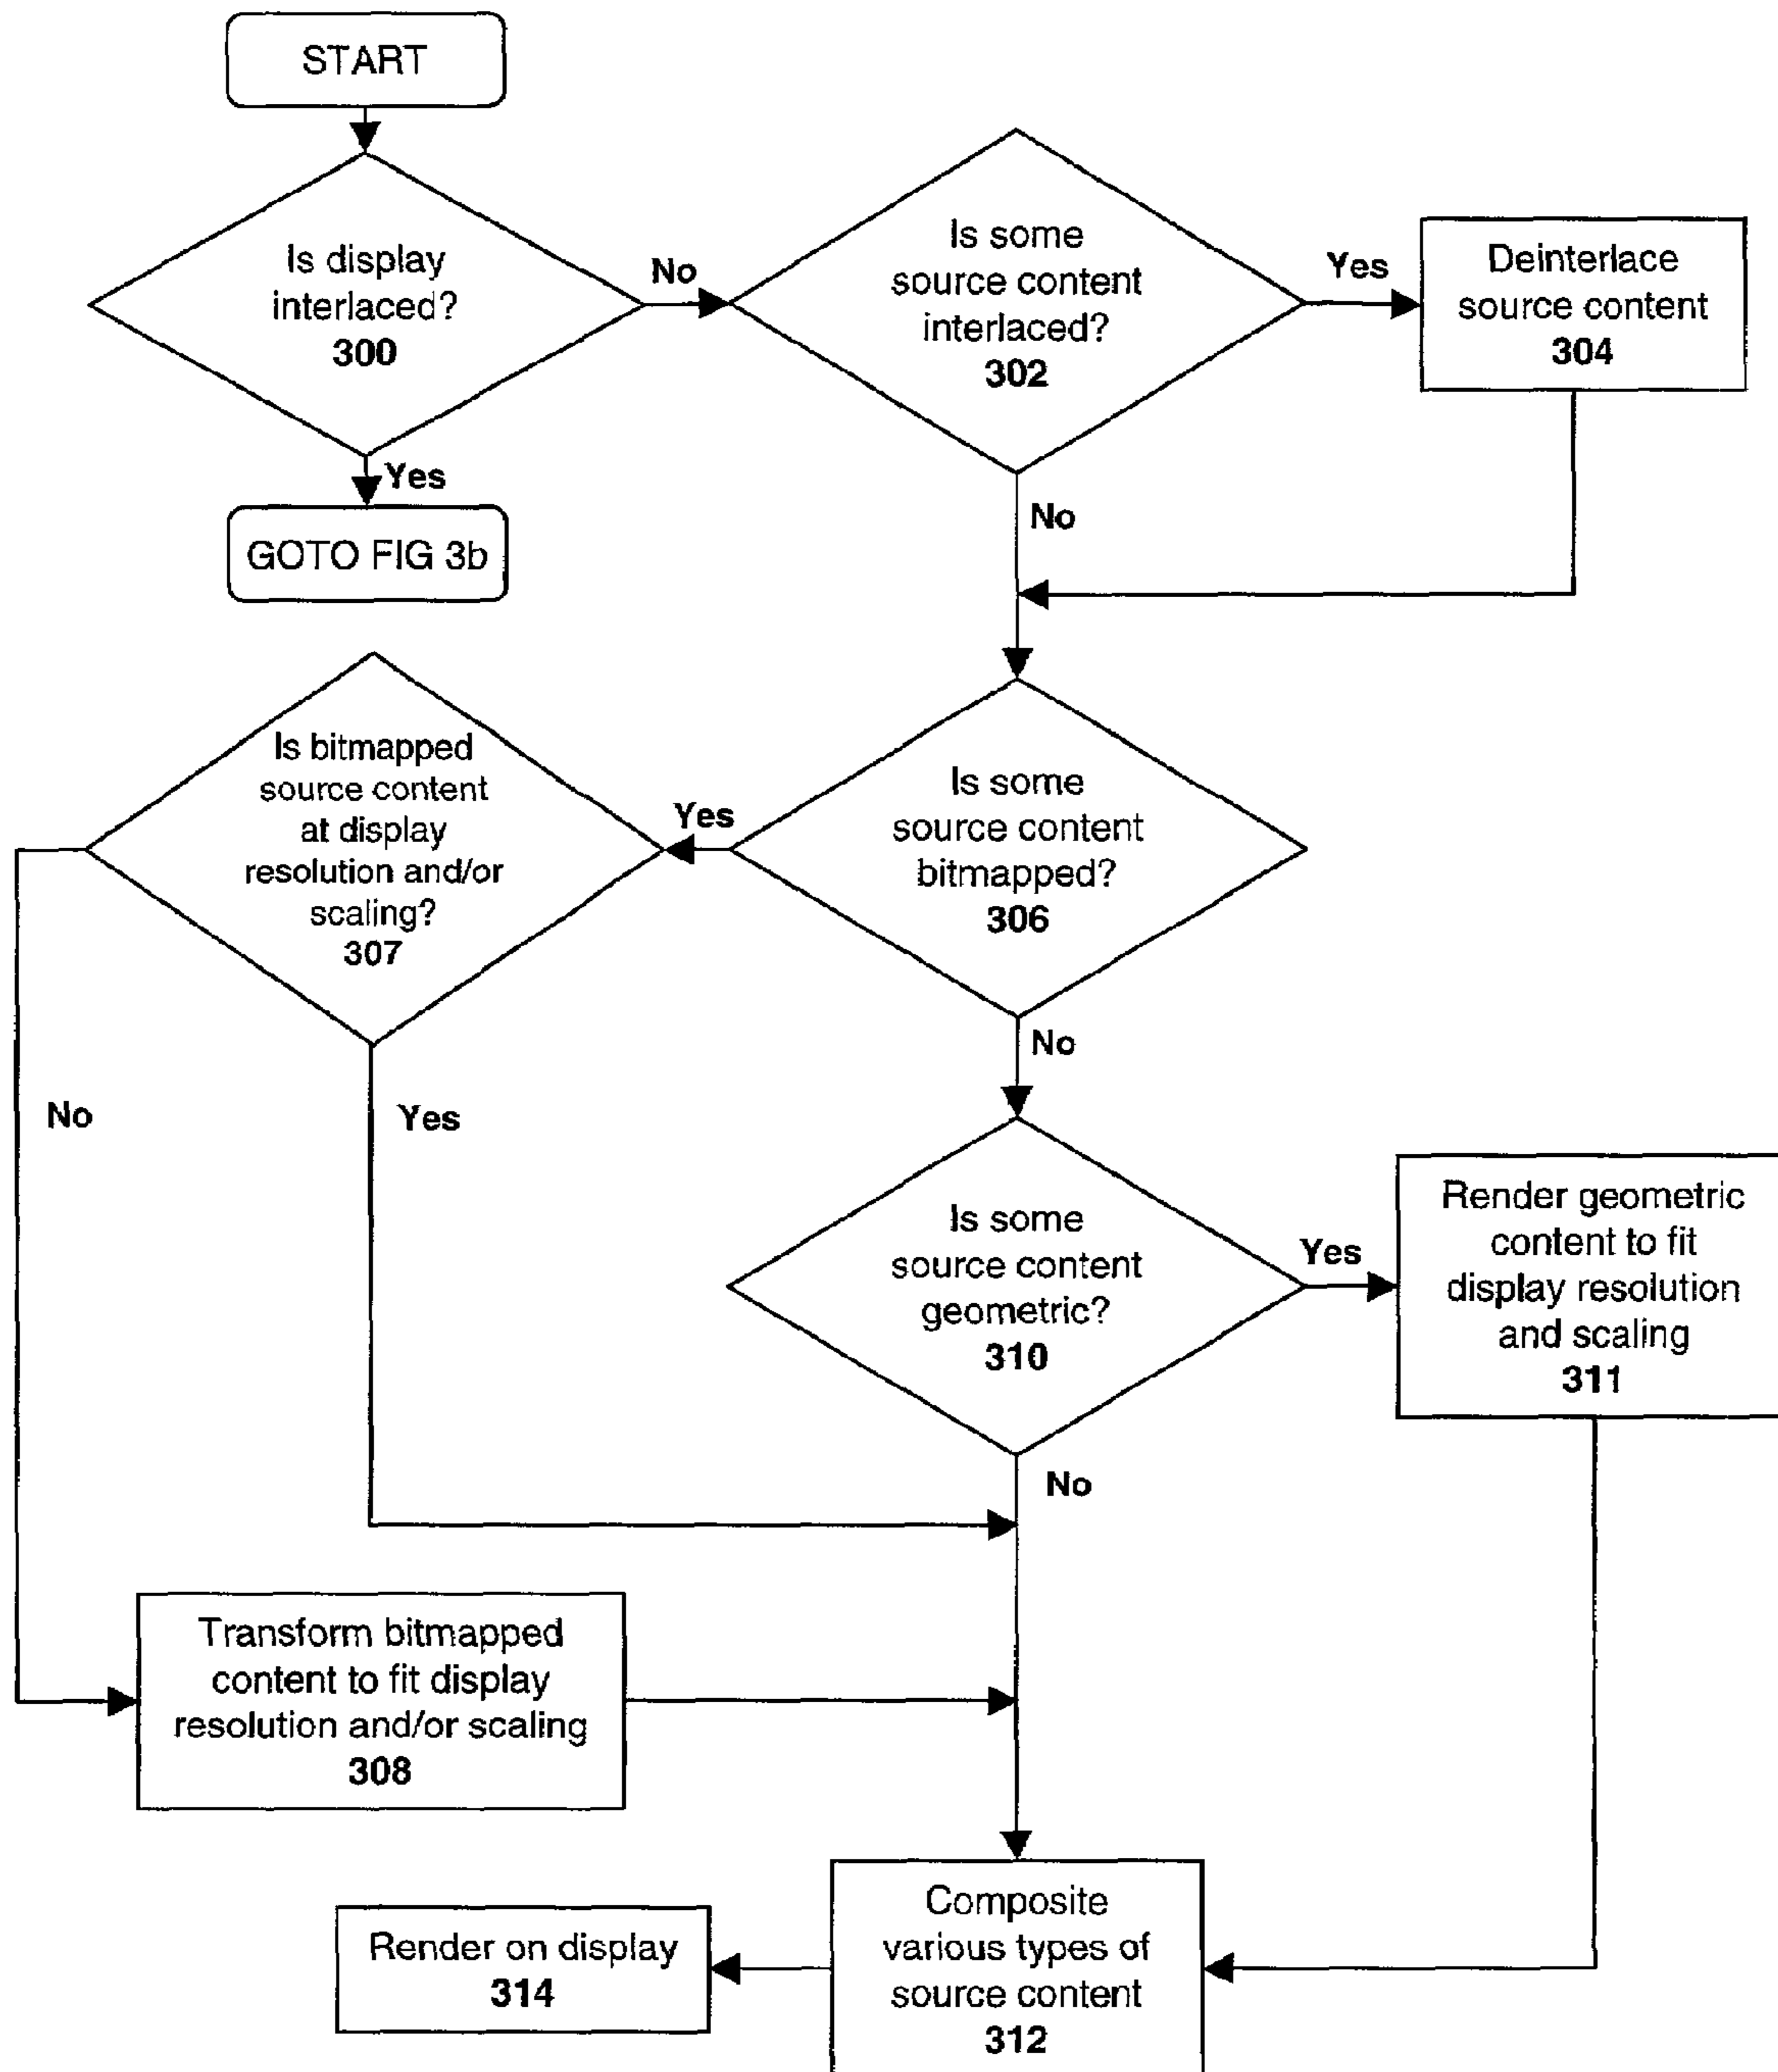 START
Is display
interlaced?
300
No
Is some
source content
interlaced?
302
Yes
Deinterlace
source content
304
Yes
GOTO FIG 3b
No
Is bitmapped
source content
at display
resolution and/or
scaling?
307
Yes
Is some
source content
bitmapped?
306
No
No
Yes
Is some
source content
geometric?
310
Yes
Render geometric
content to fit
display resolution
and scaling
311
No
Transform bitmapped
content to fit display
resolution and/or scaling
308
Render on display
314
Composite
various types of
source content
312